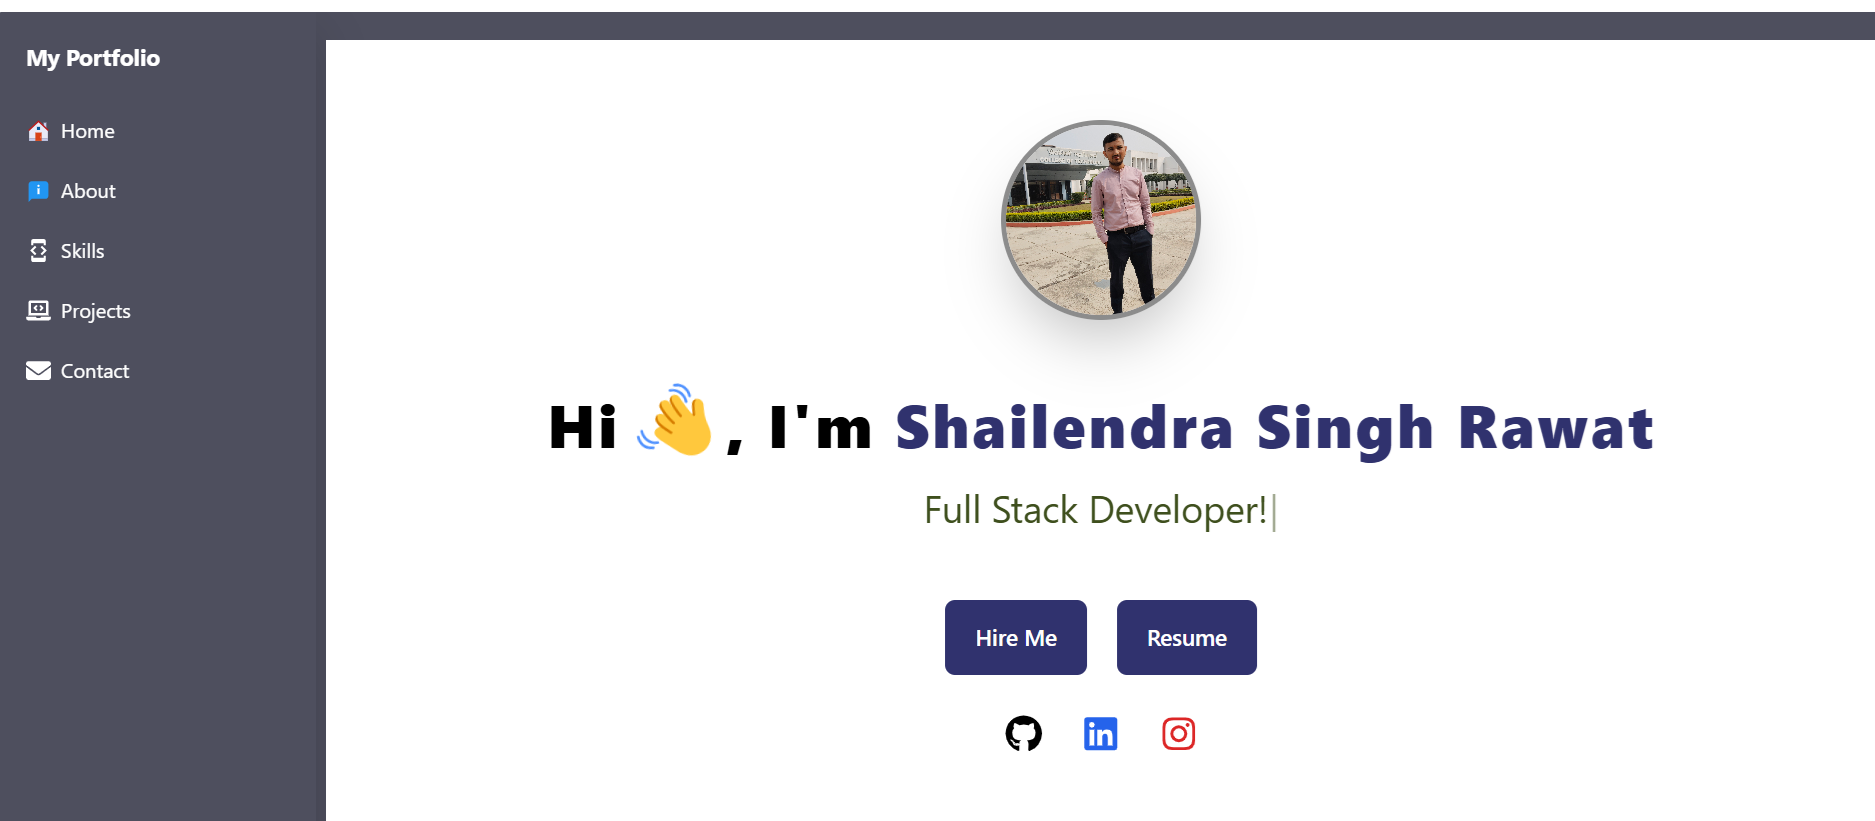 My Portfolio
Home
About
Skills
Projects
Contact
Hi 👋, I'm Shailendra Singh Rawat
Full Stack Developer!|
Hire Me
Resume